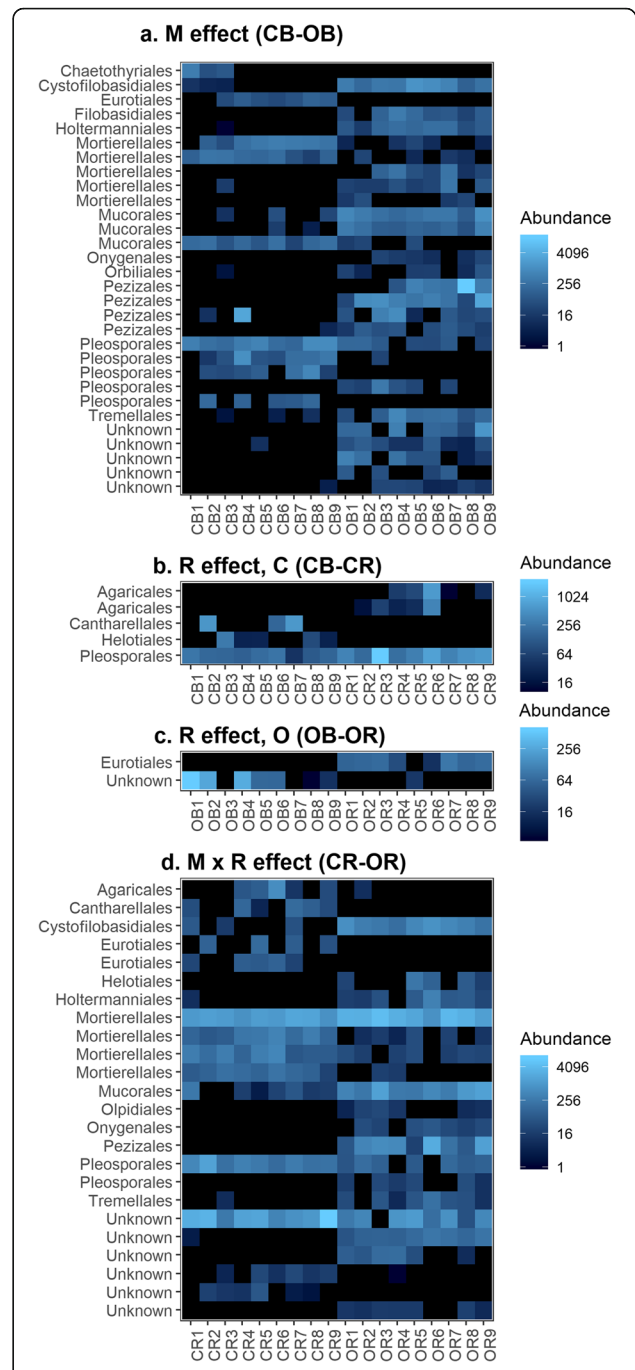 a. M effect (CB-OB)
Chaetothyriales
Cystofilobasidiales
Eurotiales
Filobasidiales
Holtermanniales
Mortierellales
Mortierellales
Mortierellales
Mortierellales
Mortierellales
Mucorales
Mucorales
Mucorales
Onygenales
Orbiliales
Pezizales
Pezizales
Pezizales
Pezizales
Pleosporales
Pleosporales
Pleosporales
Pleosporales
Pleosporales
Tremellales
Unknown
Unknown
Unknown
Unknown
Unknown
CB1 CB2 CB3 CB4 CB5 CB6 CB7 CB8 CB9 OB1 OB2 OB3 OB4 OB5 OB6 OB7 OB8 OB9
Abundance
4096
256
16
1
b. R effect, C (CB-CR)
Agaricales
Agaricales
Cantharellales
Helotiales
Pleosporales
CB1 CB2 CB3 CB4 CB5 CB6 CB7 CB8 CB9 CR1 CR2 CR3 CR4 CR5 CR6 CR7 CR8 CR9
Abundance
1024
256
64
16
c. R effect, O (OB-OR)
Eurotiales
Unknown
OB1 OB2 OB3 OB4 OB5 OB6 OB7 OB8 OB9 OR1 OR2 OR3 OR4 OR5 OR6 OR7 OR8 OR9
Abundance
256
64
16
d. M x R effect (CR-OR)
Agaricales
Cantharellales
Cystofilobasidiales
Eurotiales
Eurotiales
Helotiales
Holtermanniales
Mortierellales
Mortierellales
Mortierellales
Mortierellales
Mucorales
Olpidiales
Onygenales
Pezizales
Pleosporales
Pleosporales
Tremellales
Unknown
Unknown
Unknown
Unknown
Unknown
Unknown
CR1 CR2 CR3 CR4 CR5 CR6 CR7 CR8 CR9 OR1 OR2 OR3 OR4 OR5 OR6 OR7 OR8 OR9
Abundance
4096
256
16
1